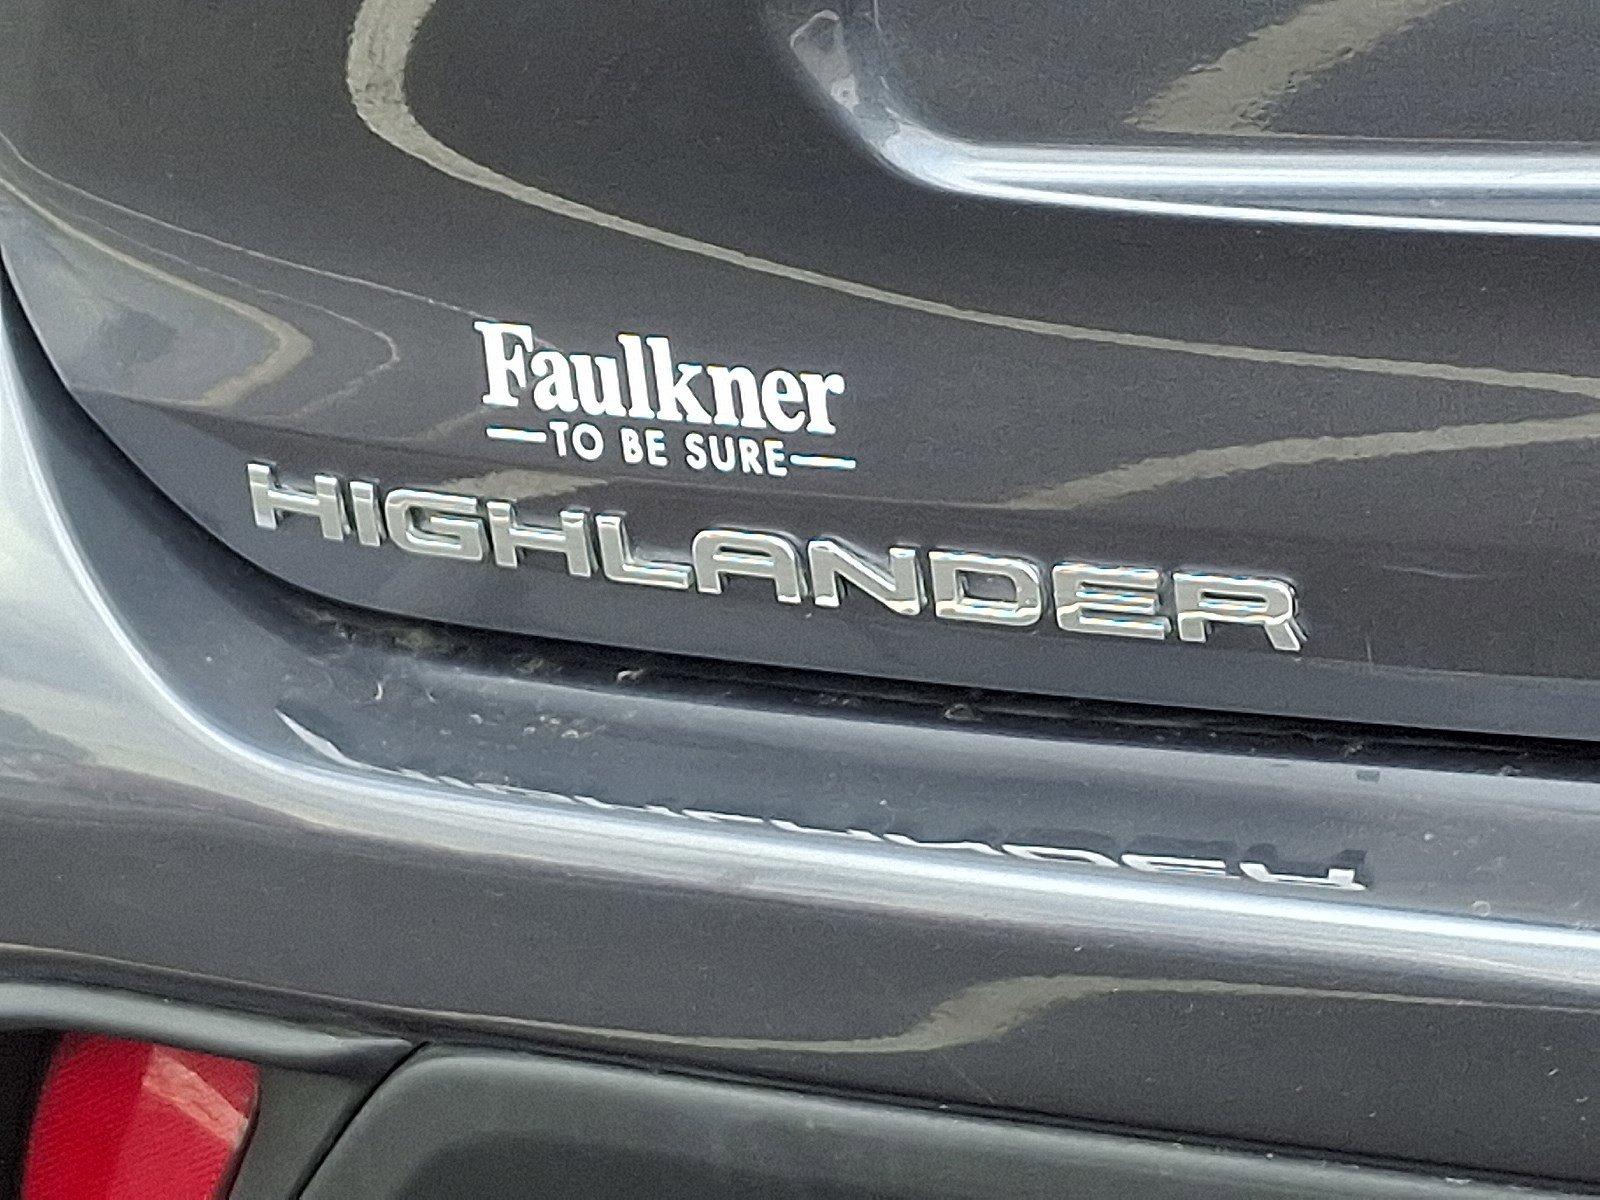 Faulkner
TO BE SURE
HIGHLANDER